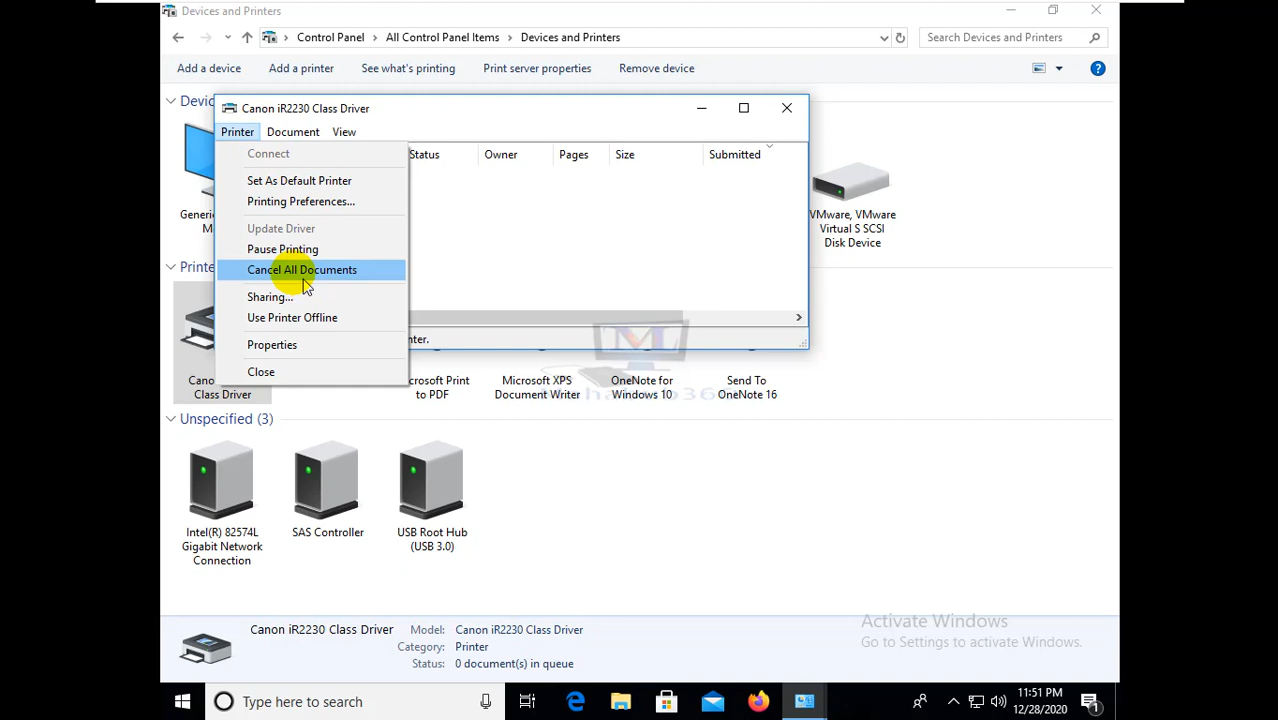 Devices and Printers
Control Panel > All Control Panel Items > Devices and Printers
Search Devices and Printers
Add a device
Add a printer
See what's printing
Print server properties
Remove device
Canon iR2230 Class Driver
Printer
Document
View
Status
Owner
Pages
Size
Submitted
Connect
Set As Default Printer
Printing Preferences...
Update Driver
Pause Printing
Cancel All Documents
Sharing...
Use Printer Offline
Properties
Close
VMware, VMware
Virtual S SCSI
Disk Device
Class Driver
to PDF
Microsoft XPS
Document Writer
OneNote for
Windows 10
Send To
OneNote 16
Unspecified (3)
Intel(R) 82574L
Gigabit Network
Connection
SAS Controller
USB Root Hub
(USB 3.0)
Canon iR2230 Class Driver
Model: Canon iR2230 Class Driver
Category: Printer
Status: 0 document(s) in queue
Activate Windows
Go to Settings to activate Windows.
Type here to search
11:51 PM
12/28/2020
1